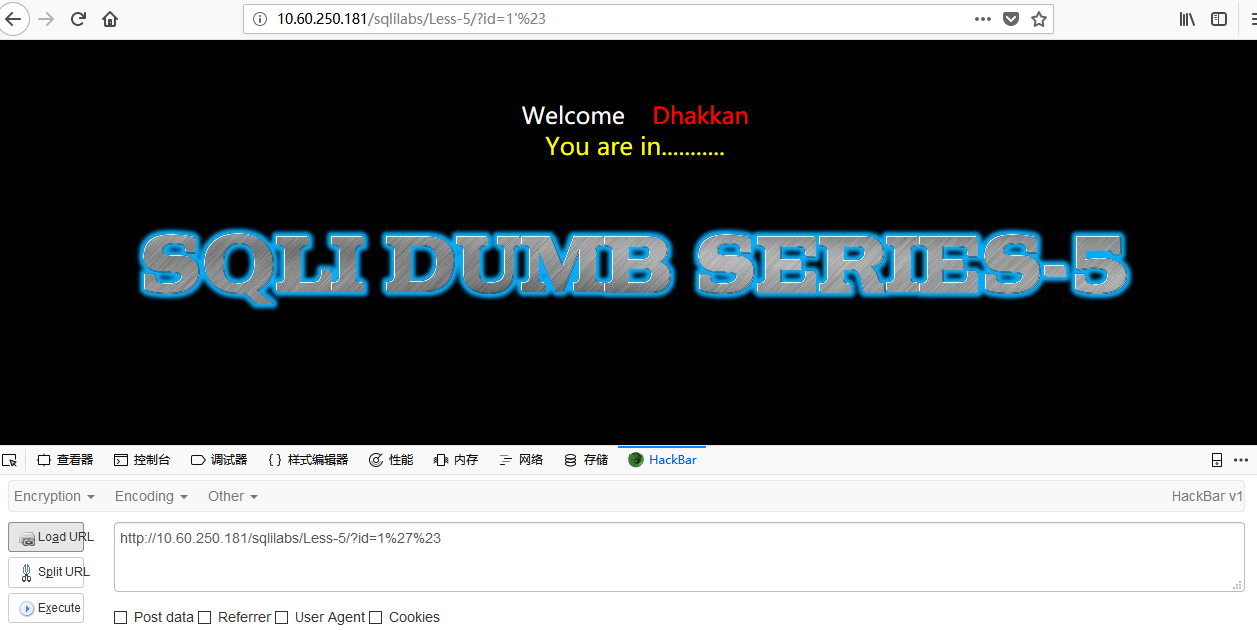 10.60.250.181/sqlilabs/Less-5/?id=1'%23
Welcome Dhakkan
You are in...........
SQLI DUMB SERIES-5
查看器 控制台 调试器 { } 样式编辑器 性能 内存 网络 存储 HackBar
Encryption Encoding Other HackBar v1
Load URL
http://10.60.250.181/sqlilabs/Less-5/?id=1%27%23
Split URL
Execute
Post data Referrer User Agent Cookies